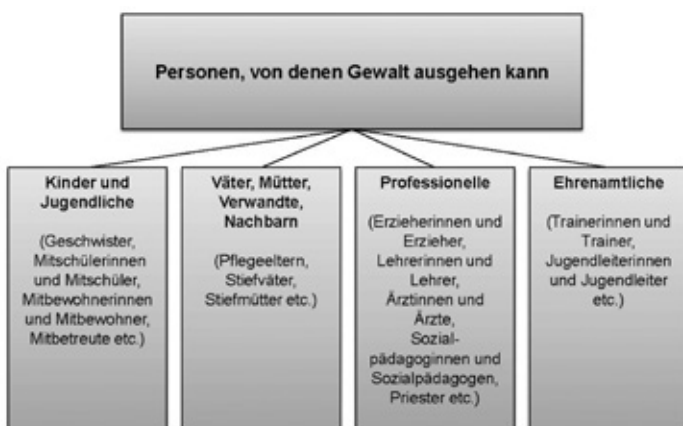 Personen, von denen Gewalt ausgehen kann
Kinder und
Jugendliche
(Geschwister,
Mitschülerinnen
und Mitschüler,
Mitbewohnerinnen
und Mitbewohner,
Mitbetreute etc.)
Väter, Mütter,
Verwandte,
Nachbarn
(Pflegeeltern,
Stiefväter,
Stiefmütter etc.)
Professionelle
(Erzieherinnen und
Erzieher,
Lehrerinnen und
Lehrer,
Ärztinnen und
Ärzte,
Sozial-
pädagoginnen und
Sozialpädagogen,
Priester etc.)
Ehrenamtliche
(Trainerinnen und
Trainer,
Jugendleiterinnen
und Jugendleiter
etc.)